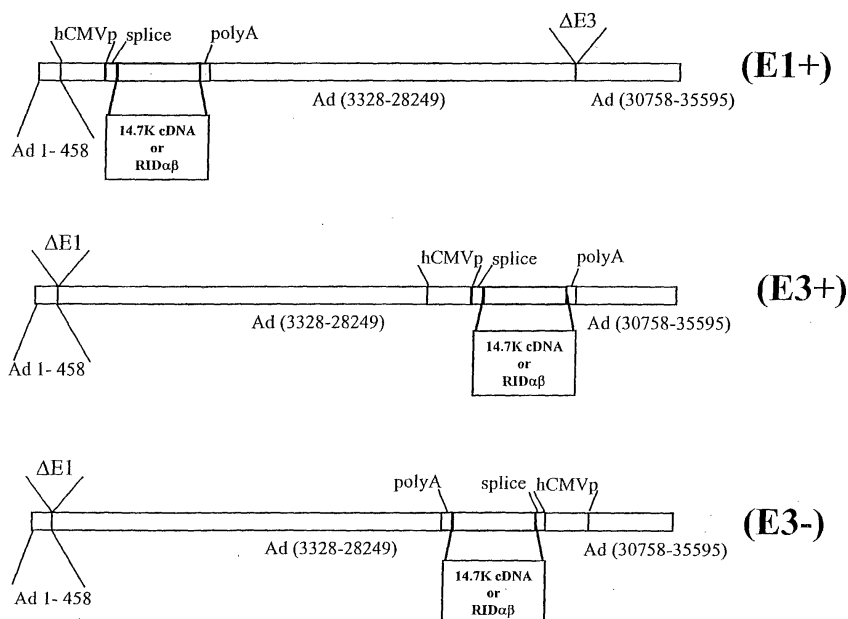 hCMVp splice polyA ΔE3
(E1+)
Ad (3328-28249) Ad (30758-35595)
Ad 1- 458
14.7K cDNA
or
RIDαβ
ΔE1 hCMVp splice polyA
(E3+)
Ad (3328-28249) Ad (30758-35595)
Ad 1- 458
14.7K cDNA
or
RIDαβ
ΔE1 polyA splice hCMVp
(E3-)
Ad (3328-28249) Ad (30758-35595)
Ad 1- 458
14.7K cDNA
or
RIDαβ